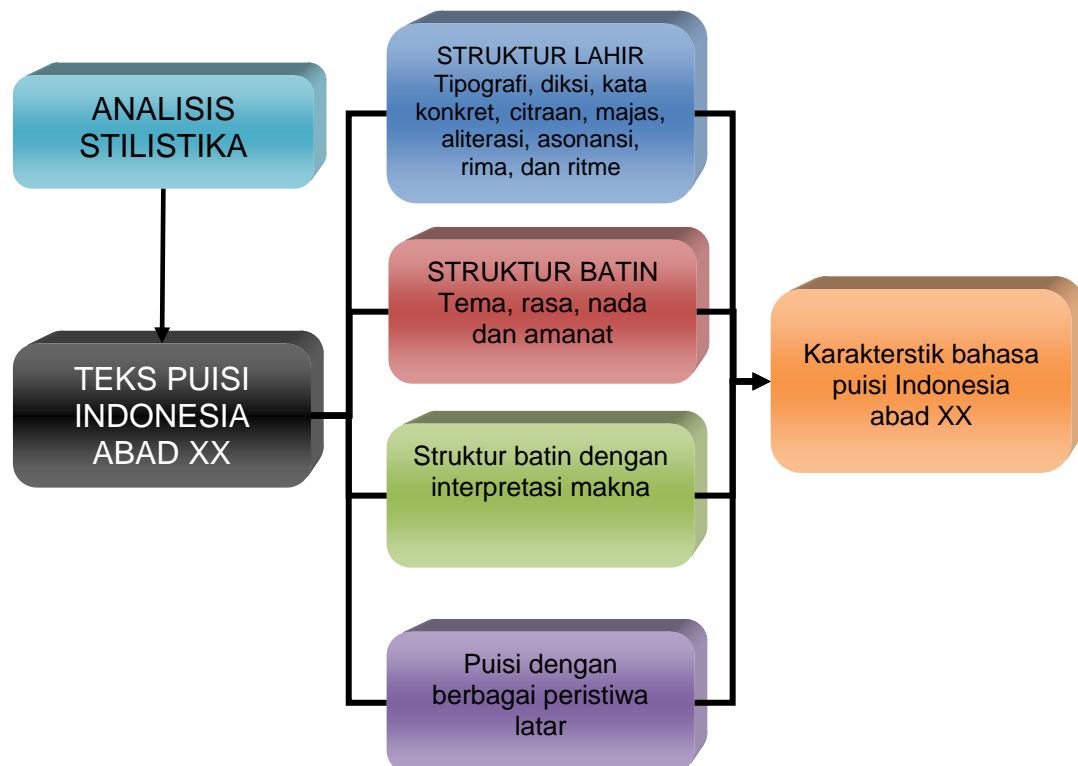 ANALISIS
STILISTIKA
TEKS PUISI
INDONESIA
ABAD XX
STRUKTUR LAHIR
Tipografi, diksi, kata
konkret, citraan, majas,
aliterasi, asonansi,
rima, dan ritme
STRUKTUR BATIN
Tema, rasa, nada
dan amanat
Struktur batin dengan
interpretasi makna
Puisi dengan
berbagai peristiwa
latar
Karakterstik bahasa
puisi Indonesia
abad XX